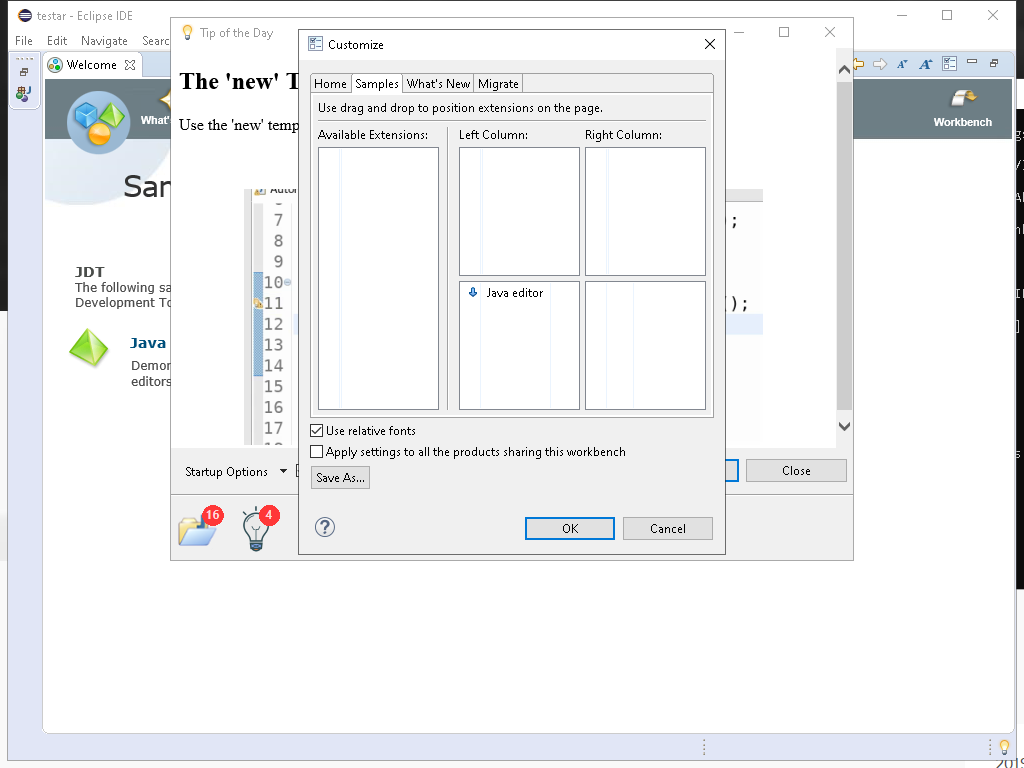 testar - Eclipse IDE
File Edit Navigate Searc
Welcome
What'
Workbench
San
JDT
The following sa
Development To
Java
Demor
editors
Tip of the Day
The 'new' T
Use the 'new' temp
7
8
9
10
11
12
13
14
15
16
17
);
Startup Options
Close
16
4
Customize
Home Samples What's New Migrate
Use drag and drop to position extensions on the page.
Available Extensions: Left Column: Right Column:
Java editor
Use relative fonts
Apply settings to all the products sharing this workbench
Save As...
?
OK Cancel
2019